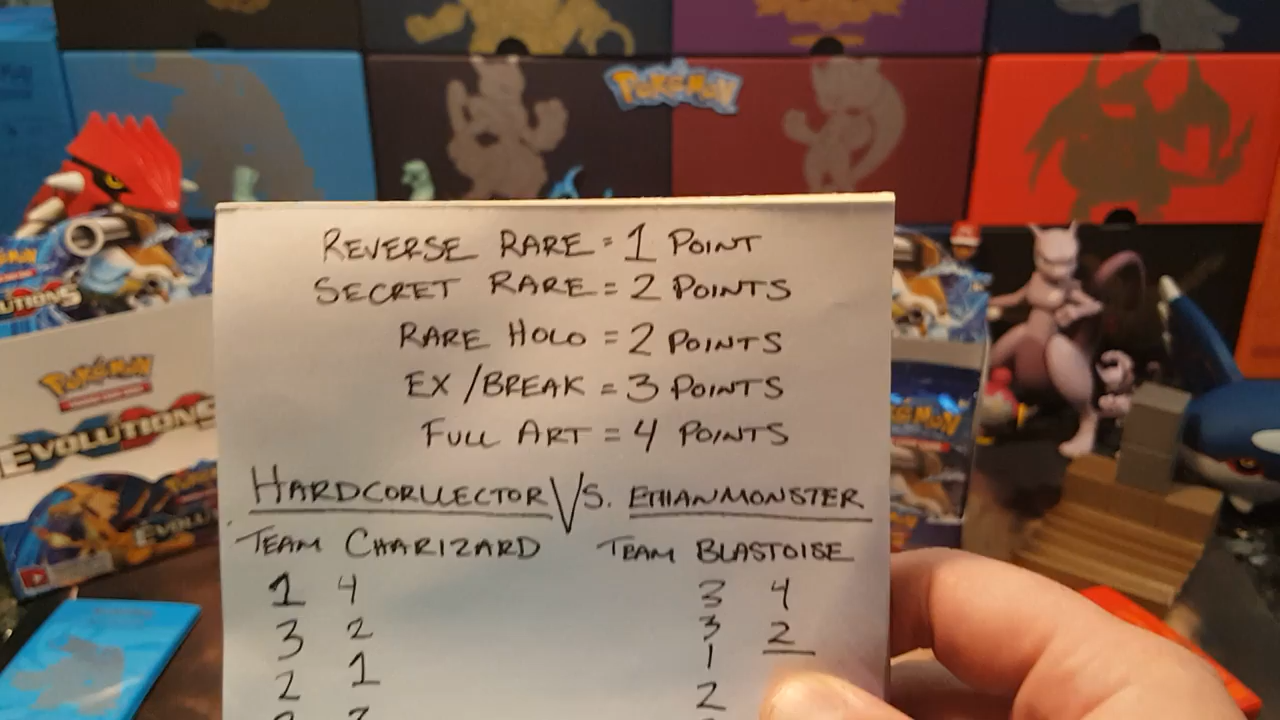 POKéMON
REVERSE RARE = 1 POINT
SECRET RARE = 2 POINTS
RARE HOLO = 2 POINTS
EX/BREAK = 3 POINTS
FULL ART = 4 POINTS
HARDCORLLECTOR VS. ETHANMONSTER
TEAM CHARIZARD TEAM BLASTOISE
1 4 3 4
3 2 3 2
2 1 1
2
POKéMON
EVOLUTIONS